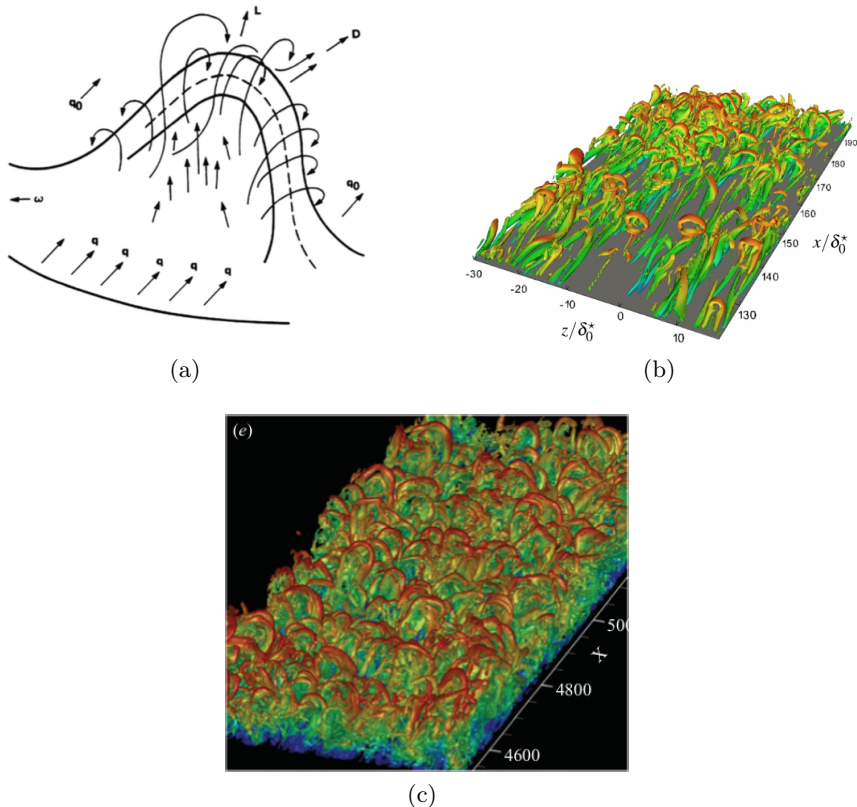 L
D
q₀
q₀
ω
q q q q q
(a)
190
180
170
160
150
140
130
x/δ₀*
-30
-20
-10
0
10
z/δ₀*
(b)
(e)
500
4800
4600
X
(c)